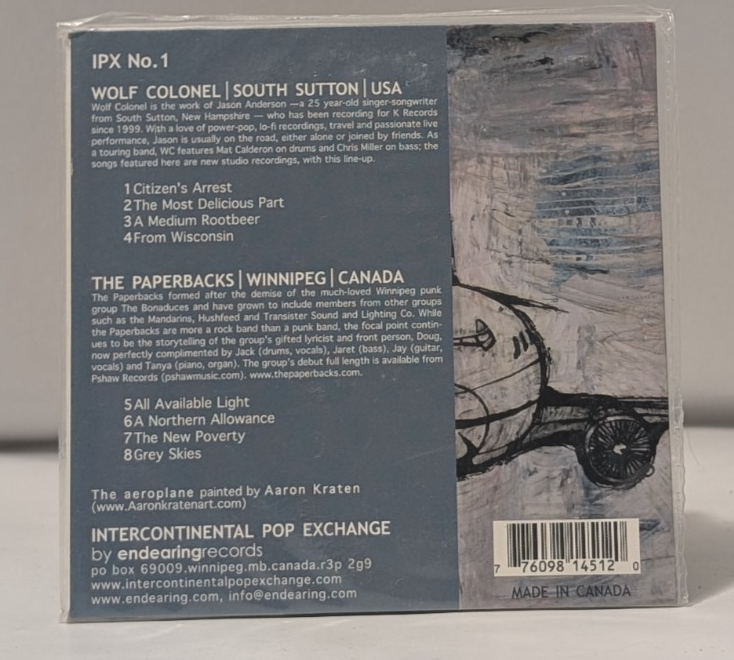 IPX No.1
WOLF COLONEL|SOUTH SUTTON|USA
Wolf Colonel is the work of Jason Anderson —a 25 year-old singer-songwriter
from South Sutton, New Hampshire — who has been recording for K Records
since 1999. With a love of power-pop, lo-fi recordings, travel and passionate live
performance, Jason is usually on the road, either alone or joined by friends. As
a touring band, WC features Mat Calderon on drums and Chris Miller on bass; the
songs featured here are new studio recordings, with this line-up.
1 Citizen's Arrest
2 The Most Delicious Part
3 A Medium Rootbeer
4 From Wisconsin
THE PAPERBACKS|WINNIPEG|CANADA
The Paperbacks formed after the demise of the much-loved Winnipeg punk
group The Bonaduces and have grown to include members from other groups
such as the Mandarins, Hushfeed and Transister Sound and Lighting Co. While
the Paperbacks are more a rock band than a punk band, the focal point contin-
ues to be the storytelling of the group's gifted lyricist and front person, Doug,
now perfectly complimented by Jack (drums, vocals), Jaret (bass), Jay (guitar,
vocals) and Tanya (piano, organ). The group's debut full length is available from
Pshaw Records (pshawmusic.com). www.thepaperbacks.com.
5 All Available Light
6 A Northern Allowance
7 The New Poverty
8 Grey Skies
The aeroplane painted by Aaron Kraten
(www.Aaronkratenart.com)
INTERCONTINENTAL POP EXCHANGE
by endearingrecords
po box 69009.winnipeg.mb.canada.r3p 2g9
www.intercontinentalpopexchange.com
www.endearing.com, info@endearing.com
7 76098 14512 0
MADE IN CANADA